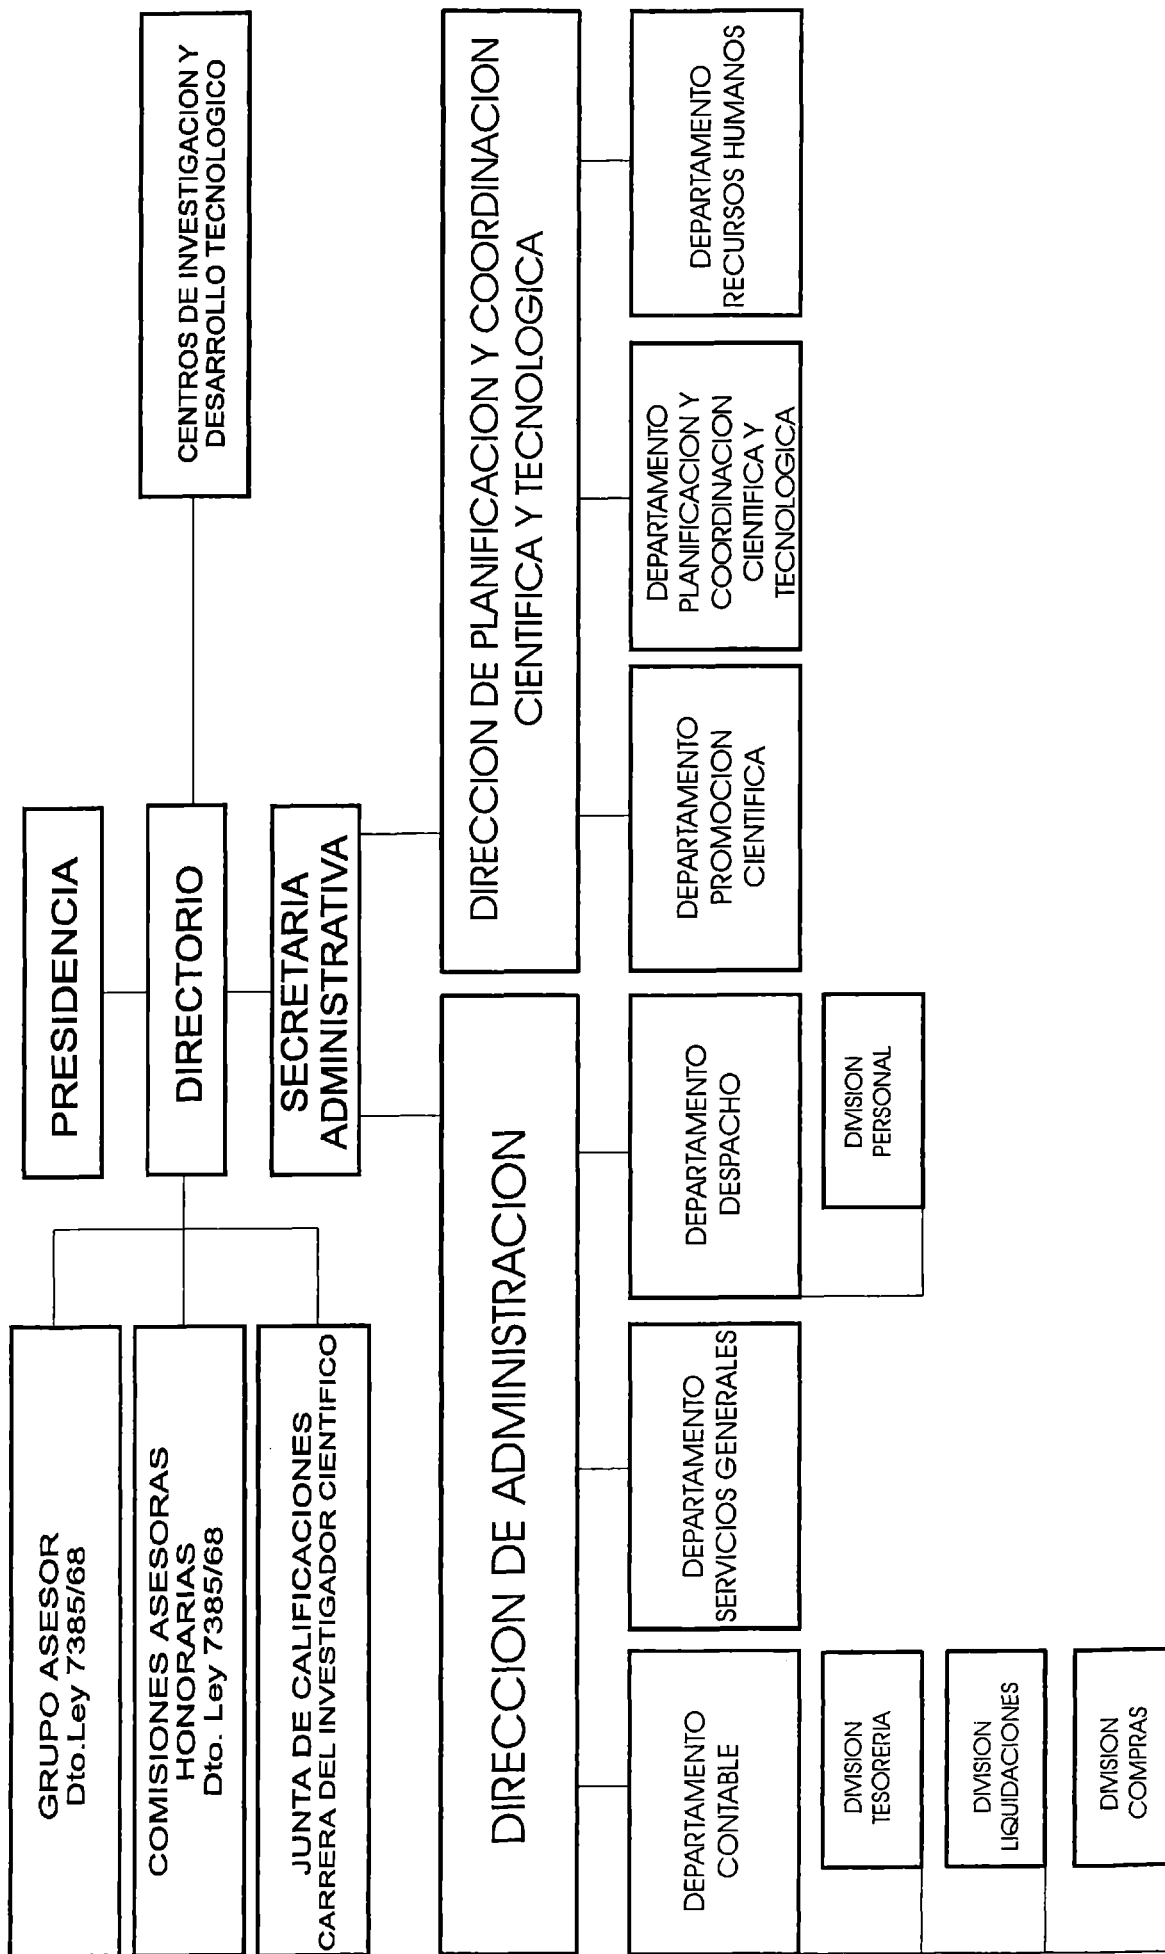 PRESIDENCIA
GRUPO ASESOR
Dto.Ley 7385/68
COMISIONES ASESORAS
HONORARIAS
Dto. Ley 7385/68
JUNTA DE CALIFICACIONES
CARRERA DEL INVESTIGADOR CIENTIFICO
DIRECTORIO
CENTROS DE INVESTIGACION Y
DESARROLLO TECNOLOGICO
SECRETARIA
ADMINISTRATIVA
DIRECCION DE ADMINISTRACION
DIRECCION DE PLANIFICACION Y COORDINACION
CIENTIFICA Y TECNOLOGICA
DEPARTAMENTO
CONTABLE
DEPARTAMENTO
SERVICIOS GENERALES
DEPARTAMENTO
DESPACHO
DEPARTAMENTO
PROMOCION
CIENTIFICA
DEPARTAMENTO
PLANIFICACION Y
COORDINACION
CIENTIFICA Y
TECNOLOGICA
DEPARTAMENTO
RECURSOS HUMANOS
DIVISION
TESORERIA
DIVISION
LIQUIDACIONES
DIVISION
COMPRAS
DIVISION
PERSONAL